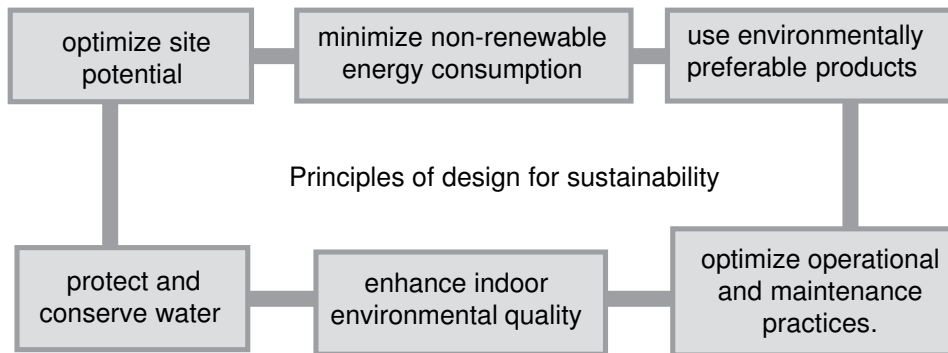 optimize site
potential
minimize non-renewable
energy consumption
use environmentally
preferable products
Principles of design for sustainability
protect and
conserve water
enhance indoor
environmental quality
optimize operational
and maintenance
practices.